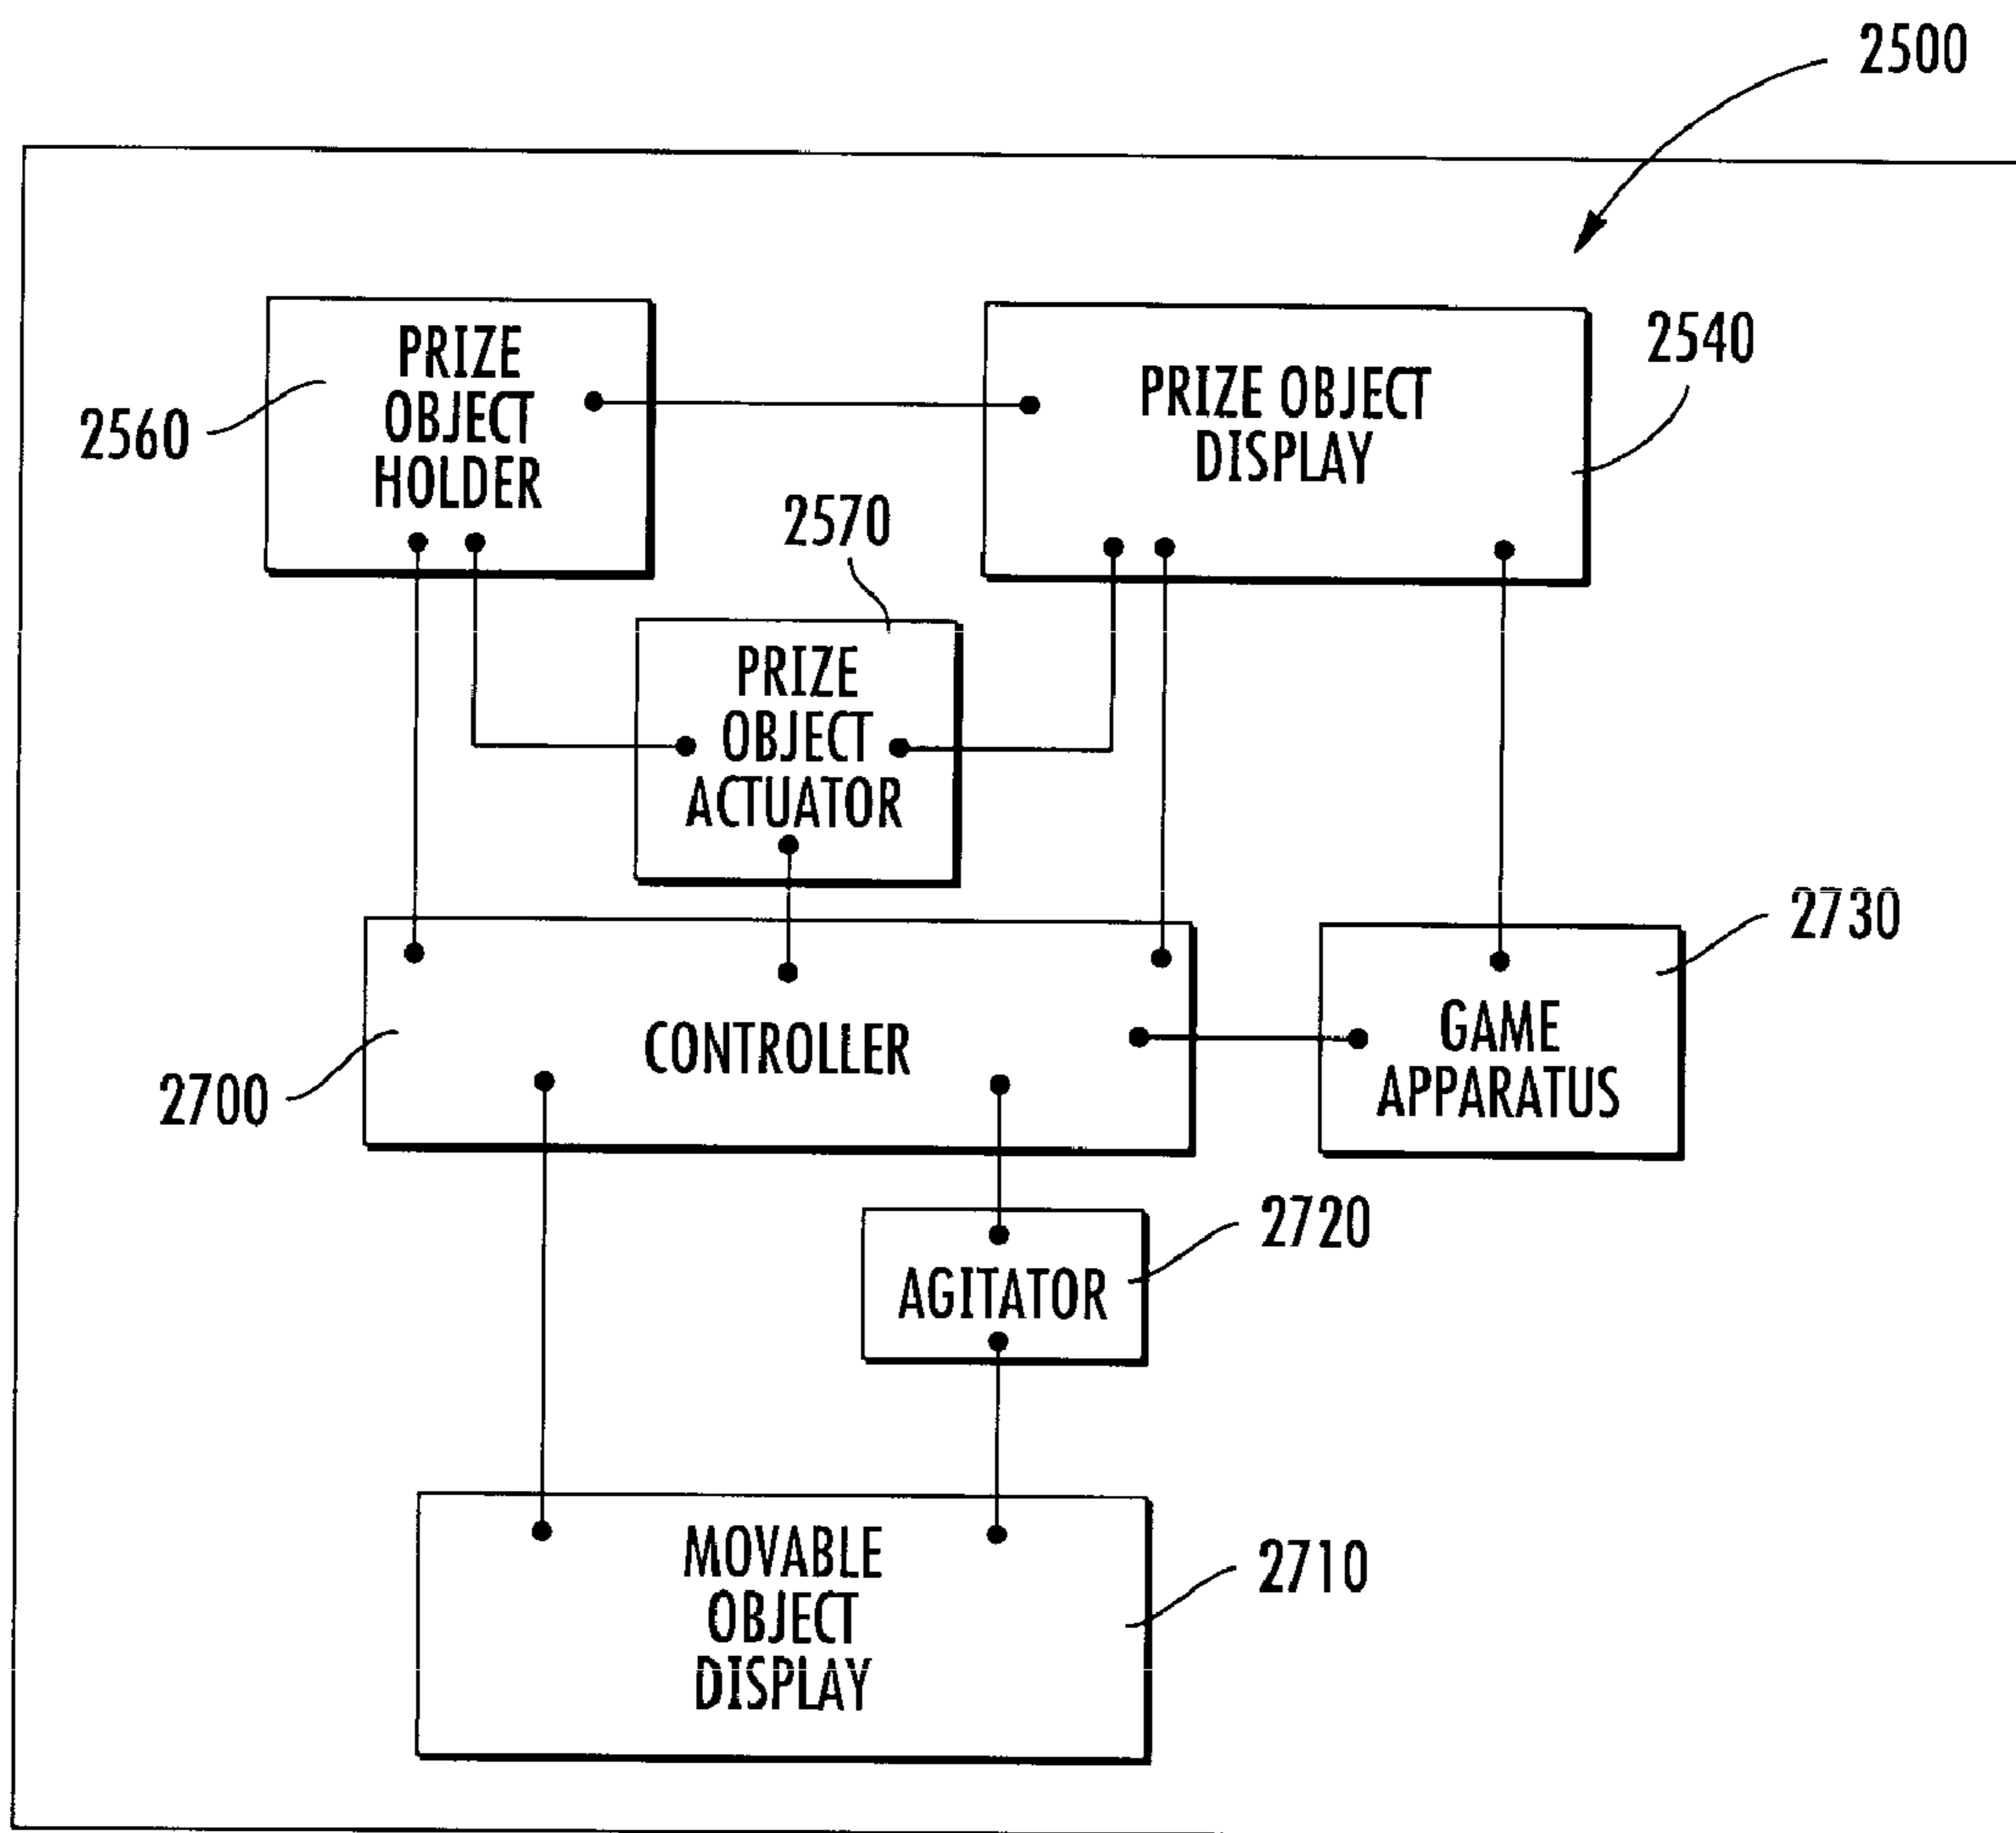 2500
PRIZE
OBJECT
HOLDER
2560
PRIZE OBJECT
DISPLAY
2540
2570
PRIZE
OBJECT
ACTUATOR
2730
CONTROLLER
2700
GAME
APPARATUS
2720
AGITATOR
MOVABLE
OBJECT
DISPLAY
2710